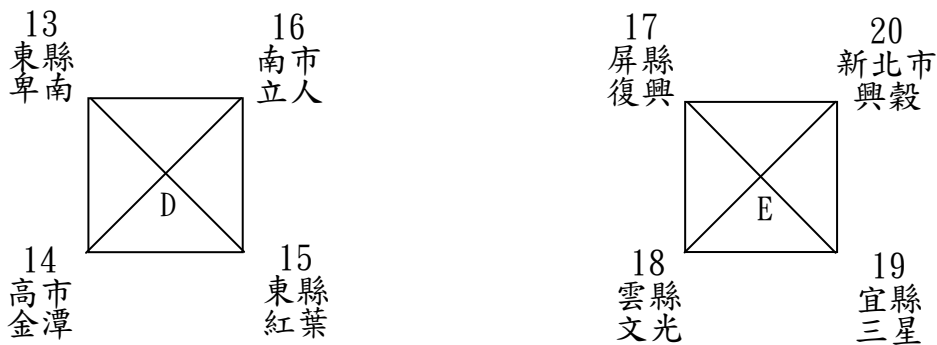 13
東縣
卑南
16
南市
立人
D
14
高市
金潭
15
東縣
紅葉
17
屏縣
復興
20
新北市
興穀
E
18
雲縣
文光
19
宜縣
三星